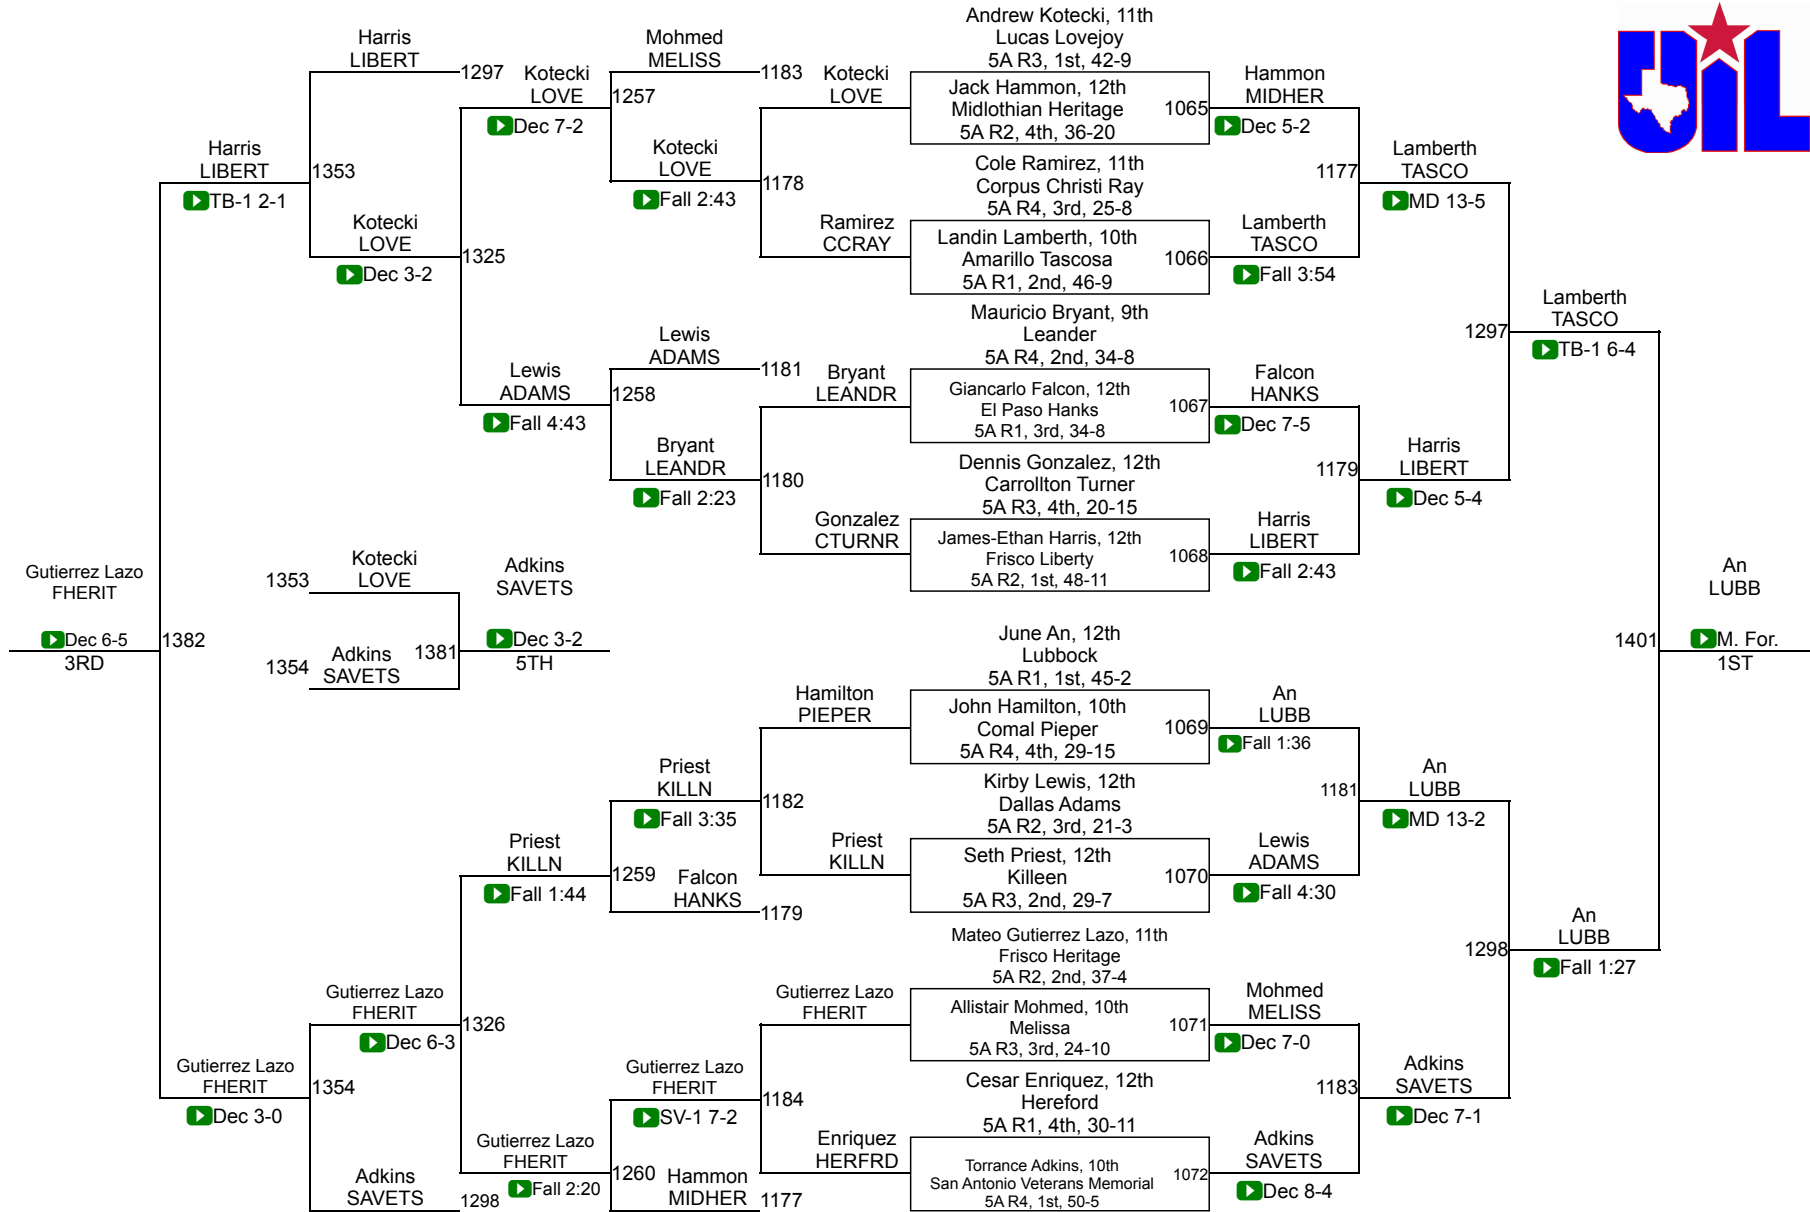 Harris
LIBERT
1297
Kotecki
LOVE
Dec 7-2
1257
Mohmed
MELISS
1183
Kotecki
LOVE
Andrew Kotecki, 11th
Lucas Lovejoy
5A R3, 1st, 42-9
Jack Hammon, 12th
Midlothian Heritage
5A R2, 4th, 36-20
1065
Hammon
MIDHER
Dec 5-2
UIL
Harris
LIBERT
TB-1 2-1
1353
Kotecki
LOVE
Fall 2:43
1178
Cole Ramirez, 11th
Corpus Christi Ray
5A R4, 3rd, 25-8
1177
Lamberth
TASCO
MD 13-5
Kotecki
LOVE
Dec 3-2
1325
Ramirez
CCRAY
Landin Lamberth, 10th
Amarillo Tascosa
5A R1, 2nd, 46-9
1066
Lamberth
TASCO
Fall 3:54
Lewis
ADAMS
Fall 4:43
1258
Lewis
ADAMS
1181
Bryant
LEANDR
Mauricio Bryant, 9th
Leander
5A R4, 2nd, 34-8
Giancarlo Falcon, 12th
El Paso Hanks
5A R1, 3rd, 34-8
1067
Falcon
HANKS
Dec 7-5
1297
Lamberth
TASCO
TB-1 6-4
Bryant
LEANDR
Fall 2:23
1180
Dennis Gonzalez, 12th
Carrollton Turner
5A R3, 4th, 20-15
1179
Harris
LIBERT
Dec 5-4
Gonzalez
CTURNR
James-Ethan Harris, 12th
Frisco Liberty
5A R2, 1st, 48-11
1068
Harris
LIBERT
Fall 2:43
Gutierrez Lazo
FHERIT
Dec 6-5
3RD
1382
1353
Kotecki
LOVE
1354
Adkins
SAVETS
1381
Adkins
SAVETS
Dec 3-2
5TH
1401
An
LUBB
M. For.
1ST
Hamilton
PIEPER
June An, 12th
Lubbock
5A R1, 1st, 45-2
John Hamilton, 10th
Comal Pieper
5A R4, 4th, 29-15
1069
An
LUBB
Fall 1:36
Priest
KILLN
Fall 3:35
1182
Kirby Lewis, 12th
Dallas Adams
5A R2, 3rd, 21-3
1181
An
LUBB
MD 13-2
Priest
KILLN
Fall 1:44
1259
Falcon
HANKS
1179
Priest
KILLN
Seth Priest, 12th
Killeen
5A R3, 2nd, 29-7
1070
Lewis
ADAMS
Fall 4:30
1298
An
LUBB
Fall 1:27
Gutierrez Lazo
FHERIT
Dec 6-3
1326
Gutierrez Lazo
FHERIT
Mateo Gutierrez Lazo, 11th
Frisco Heritage
5A R2, 2nd, 37-4
Allistair Mohmed, 10th
Melissa
5A R3, 3rd, 24-10
1071
Mohmed
MELISS
Dec 7-0
Gutierrez Lazo
FHERIT
Dec 3-0
1354
Gutierrez Lazo
FHERIT
SV-1 7-2
1184
Cesar Enriquez, 12th
Hereford
5A R1, 4th, 30-11
1183
Adkins
SAVETS
Dec 7-1
Adkins
SAVETS
1298
Gutierrez Lazo
FHERIT
Fall 2:20
1260
Hammon
MIDHER
1177
Enriquez
HERFRD
Torrance Adkins, 10th
San Antonio Veterans Memorial
5A R4, 1st, 50-5
1072
Adkins
SAVETS
Dec 8-4